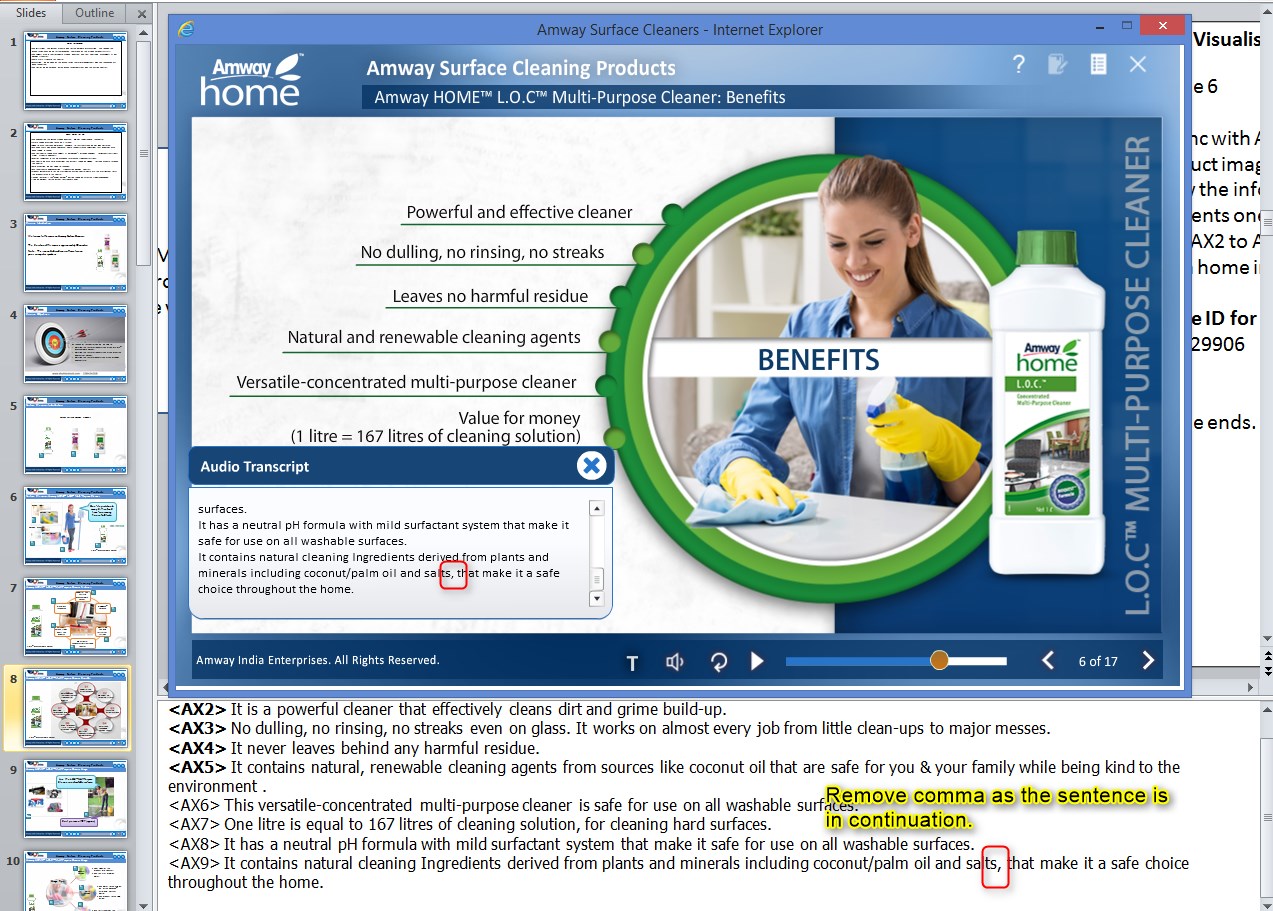 Slides Outline
Amway Surface Cleaners - Internet Explorer
Amway
home
Amway Surface Cleaning Products
Amway HOME™ L.O.C™ Multi-Purpose Cleaner: Benefits
Powerful and effective cleaner
No dulling, no rinsing, no streaks
Leaves no harmful residue
Natural and renewable cleaning agents
Versatile-concentrated multi-purpose cleaner
Value for money
(1 litre = 167 litres of cleaning solution)
BENEFITS
Amway
home
L.O.C.™
Concentrated
Multi-Purpose Cleaner
L.O.C™ MULTI-PURPOSE CLEANER
Audio Transcript
surfaces.
It has a neutral pH formula with mild surfactant system that make it
safe for use on all washable surfaces.
It contains natural cleaning Ingredients derived from plants and
minerals including coconut/palm oil and salts, that make it a safe
choice throughout the home.
Amway India Enterprises. All Rights Reserved.
T
6 of 17
1
2
3
4
5
6
7
8
9
10
Visualis
e 6
nc with A
uct imag
y the info
ents one
AX2 to A
home i
e ID for
29906
e ends.
<AX2> It is a powerful cleaner that effectively cleans dirt and grime build-up.
<AX3> No dulling, no rinsing, no streaks even on glass. It works on almost every job from little clean-ups to major messes.
<AX4> It never leaves behind any harmful residue.
<AX5> It contains natural, renewable cleaning agents from sources like coconut oil that are safe for you & your family while being kind to the
environment .
<AX6> This versatile-concentrated multi-purpose cleaner is safe for use on all washable surfaces.
<AX7> One litre is equal to 167 litres of cleaning solution, for cleaning hard surfaces.
<AX8> It has a neutral pH formula with mild surfactant system that make it safe for use on all washable surfaces.
<AX9> It contains natural cleaning Ingredients derived from plants and minerals including coconut/palm oil and salts, that make it a safe choice
throughout the home.
Remove comma as the sentence is
in continuation.